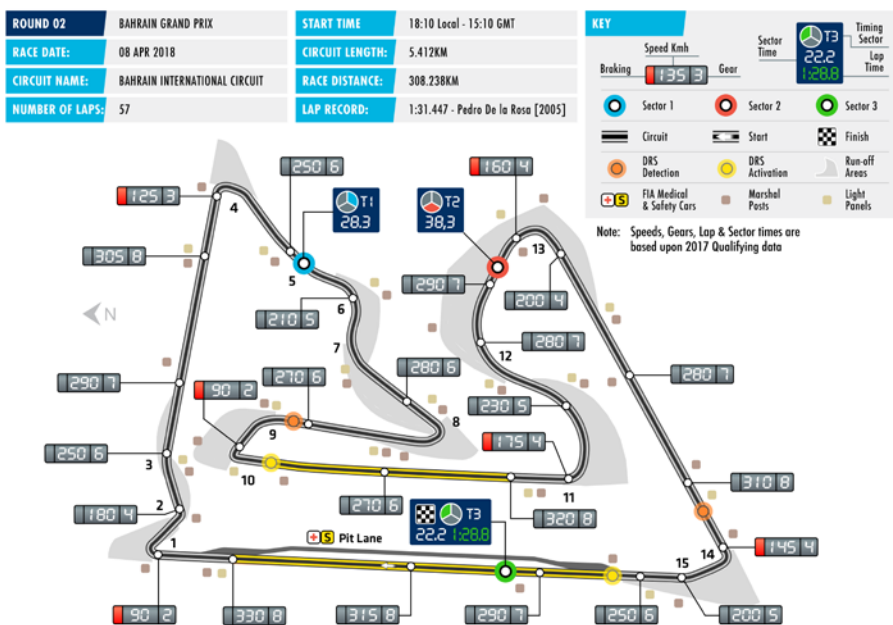 ROUND 02
BAHRAIN GRAND PRIX
RACE DATE:
08 APR 2018
CIRCUIT NAME:
BAHRAIN INTERNATIONAL CIRCUIT
NUMBER OF LAPS:
57
START TIME
18:10 Local - 15:10 GMT
CIRCUIT LENGTH:
5.412KM
RACE DISTANCE:
308.238KM
LAP RECORD:
1:31.447 - Pedro De la Rosa [2005]
KEY
Speed Kmh
Braking
135 3
Gear
Sector
Time
T3
22.2
1:28.8
Timing
Sector
Lap
Time
Sector 1
Sector 2
Sector 3
Circuit
Start
Finish
DRS
Detection
DRS
Activation
Run-off
Areas
+ S
FIA Medical
& Safety Cars
Marshal
Posts
Light
Panels
Note: Speeds, Gears, Lap & Sector times are
based upon 2017 Qualifying data
250 6
160 4
125 3
4
T1
28.3
T2
38,3
13
305 8
5
290 7
6
200 4
N
210 5
7
12
280 7
290 7
90 2
270 6
280 6
280 7
230 5
9
8
250 6
3
175 4
10
11
310 8
180 4
2
270 6
320 8
T3
22.2 1:28.8
+ S
Pit Lane
1
14
145 4
15
90 2
330 8
315 8
290 7
250 6
200 5